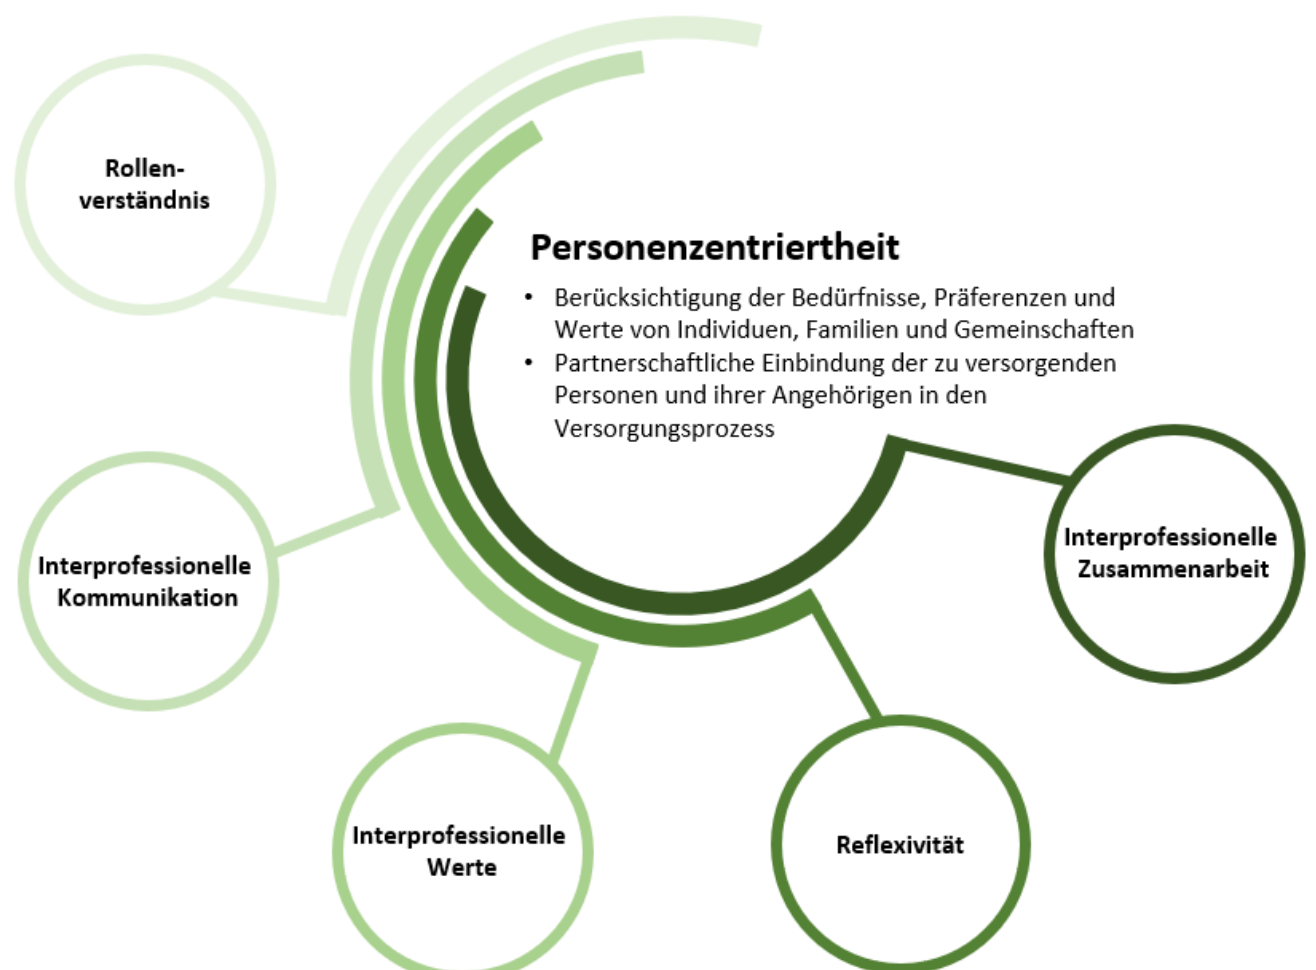 Rollen-
verständnis
Personenzentriertheit
• Berücksichtigung der Bedürfnisse, Präferenzen und
Werte von Individuen, Familien und Gemeinschaften
• Partnerschaftliche Einbindung der zu versorgenden
Personen und ihrer Angehörigen in den
Versorgungsprozess
Interprofessionelle
Zusammenarbeit
Interprofessionelle
Kommunikation
Interprofessionelle
Werte
Reflexivität